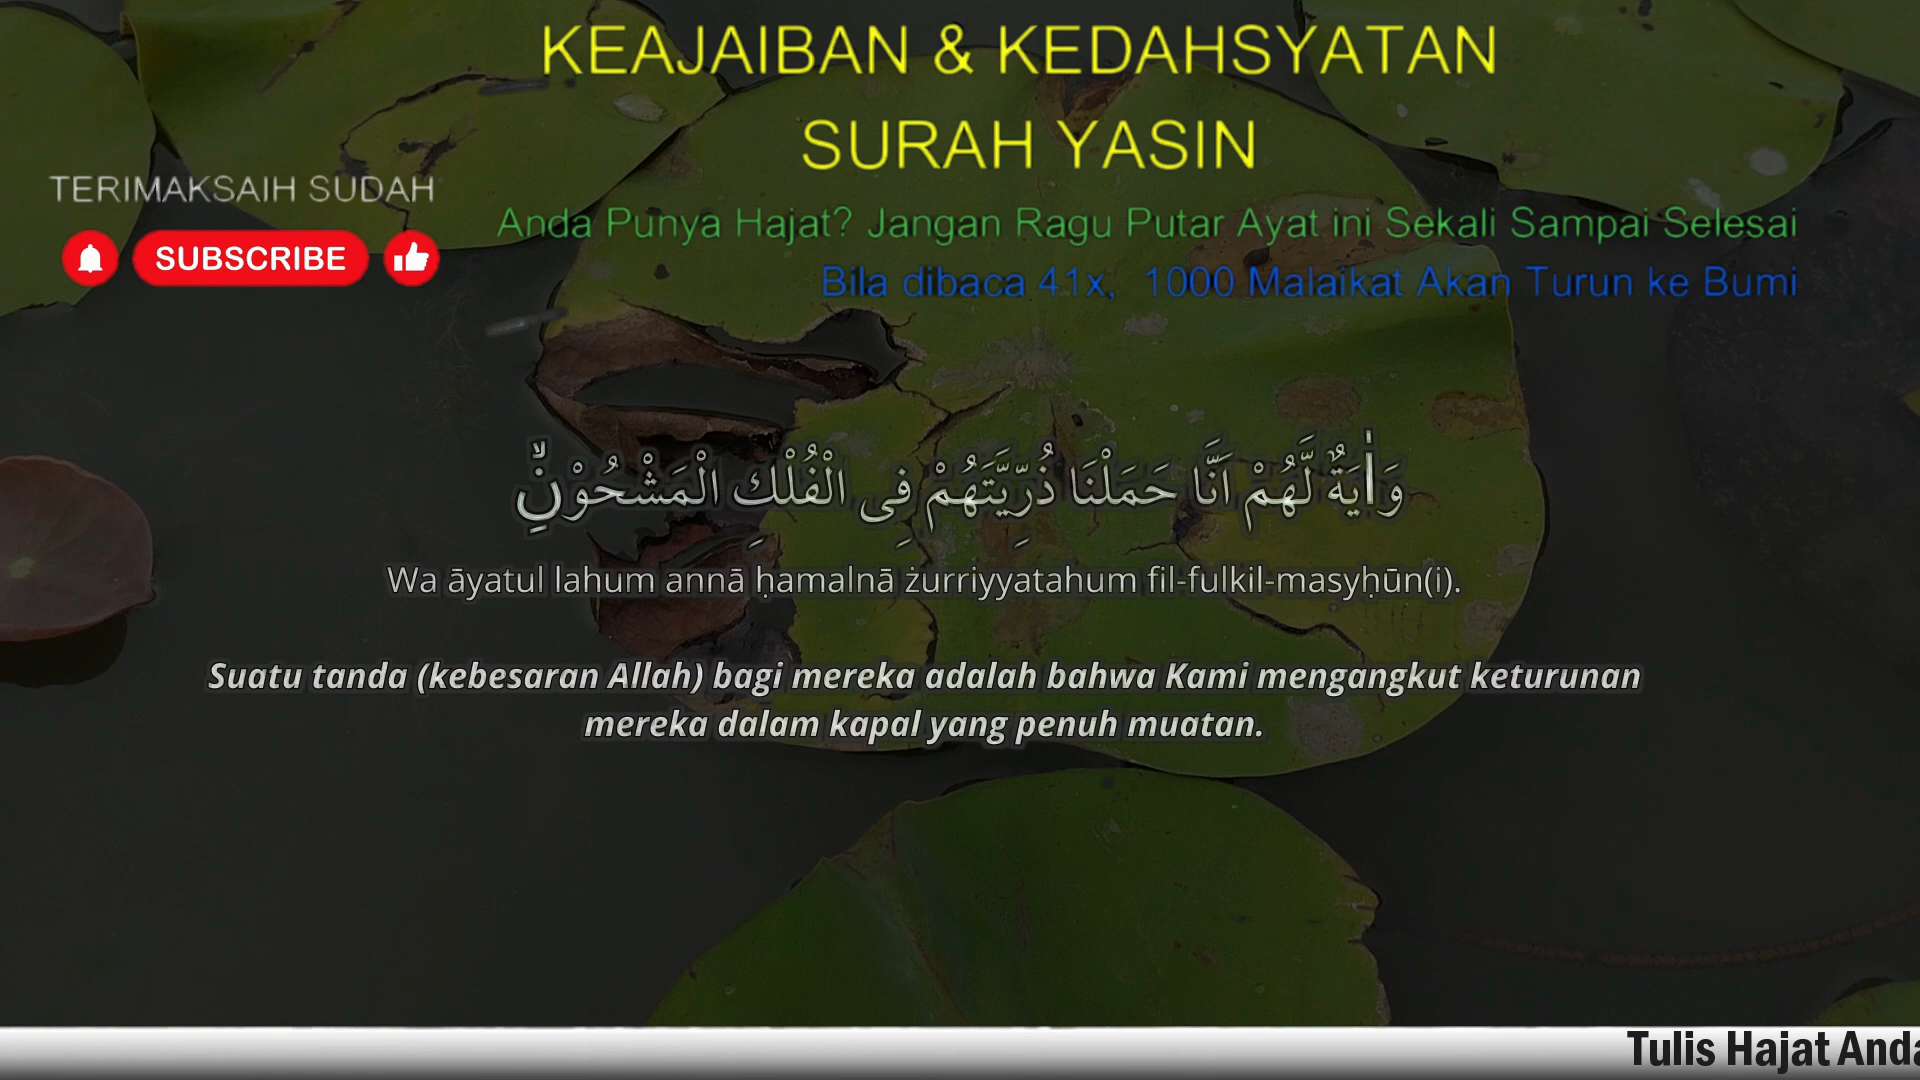 KEAJAIBAN & KEDAHSYATAN
SURAH YASIN
TERIMAKSAIH SUDAH
SUBSCRIBE
Anda Punya Hajat? Jangan Ragu Putar Ayat ini Sekali Sampai Selesai
Bila dibaca 41x, 1000 Malaikat Akan Turun ke Bumi
وَاٰيَةٌ لَّهُمْ اَنَّا حَمَلْنَا ذُرِّيَّتَهُمْ فِى الْفُلْكِ الْمَشْحُوْنِۙ
Wa āyatul lahum annā ḥamalnā żurriyyatahum fil-fulkil-masyḥūn(i).
Suatu tanda (kebesaran Allah) bagi mereka adalah bahwa Kami mengangkut keturunan
mereka dalam kapal yang penuh muatan.
Tulis Hajat Anda